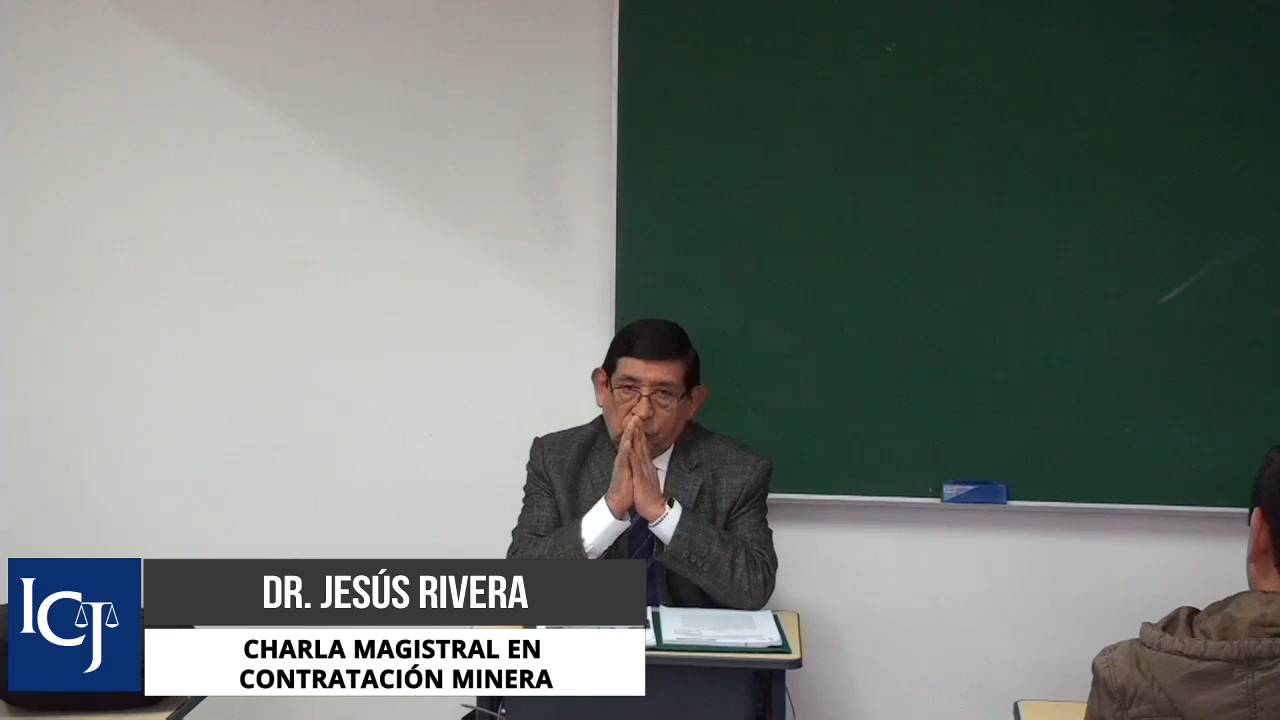 DR. JESÚS RIVERA
ICJ
CHARLA MAGISTRAL EN
CONTRATACIÓN MINERA